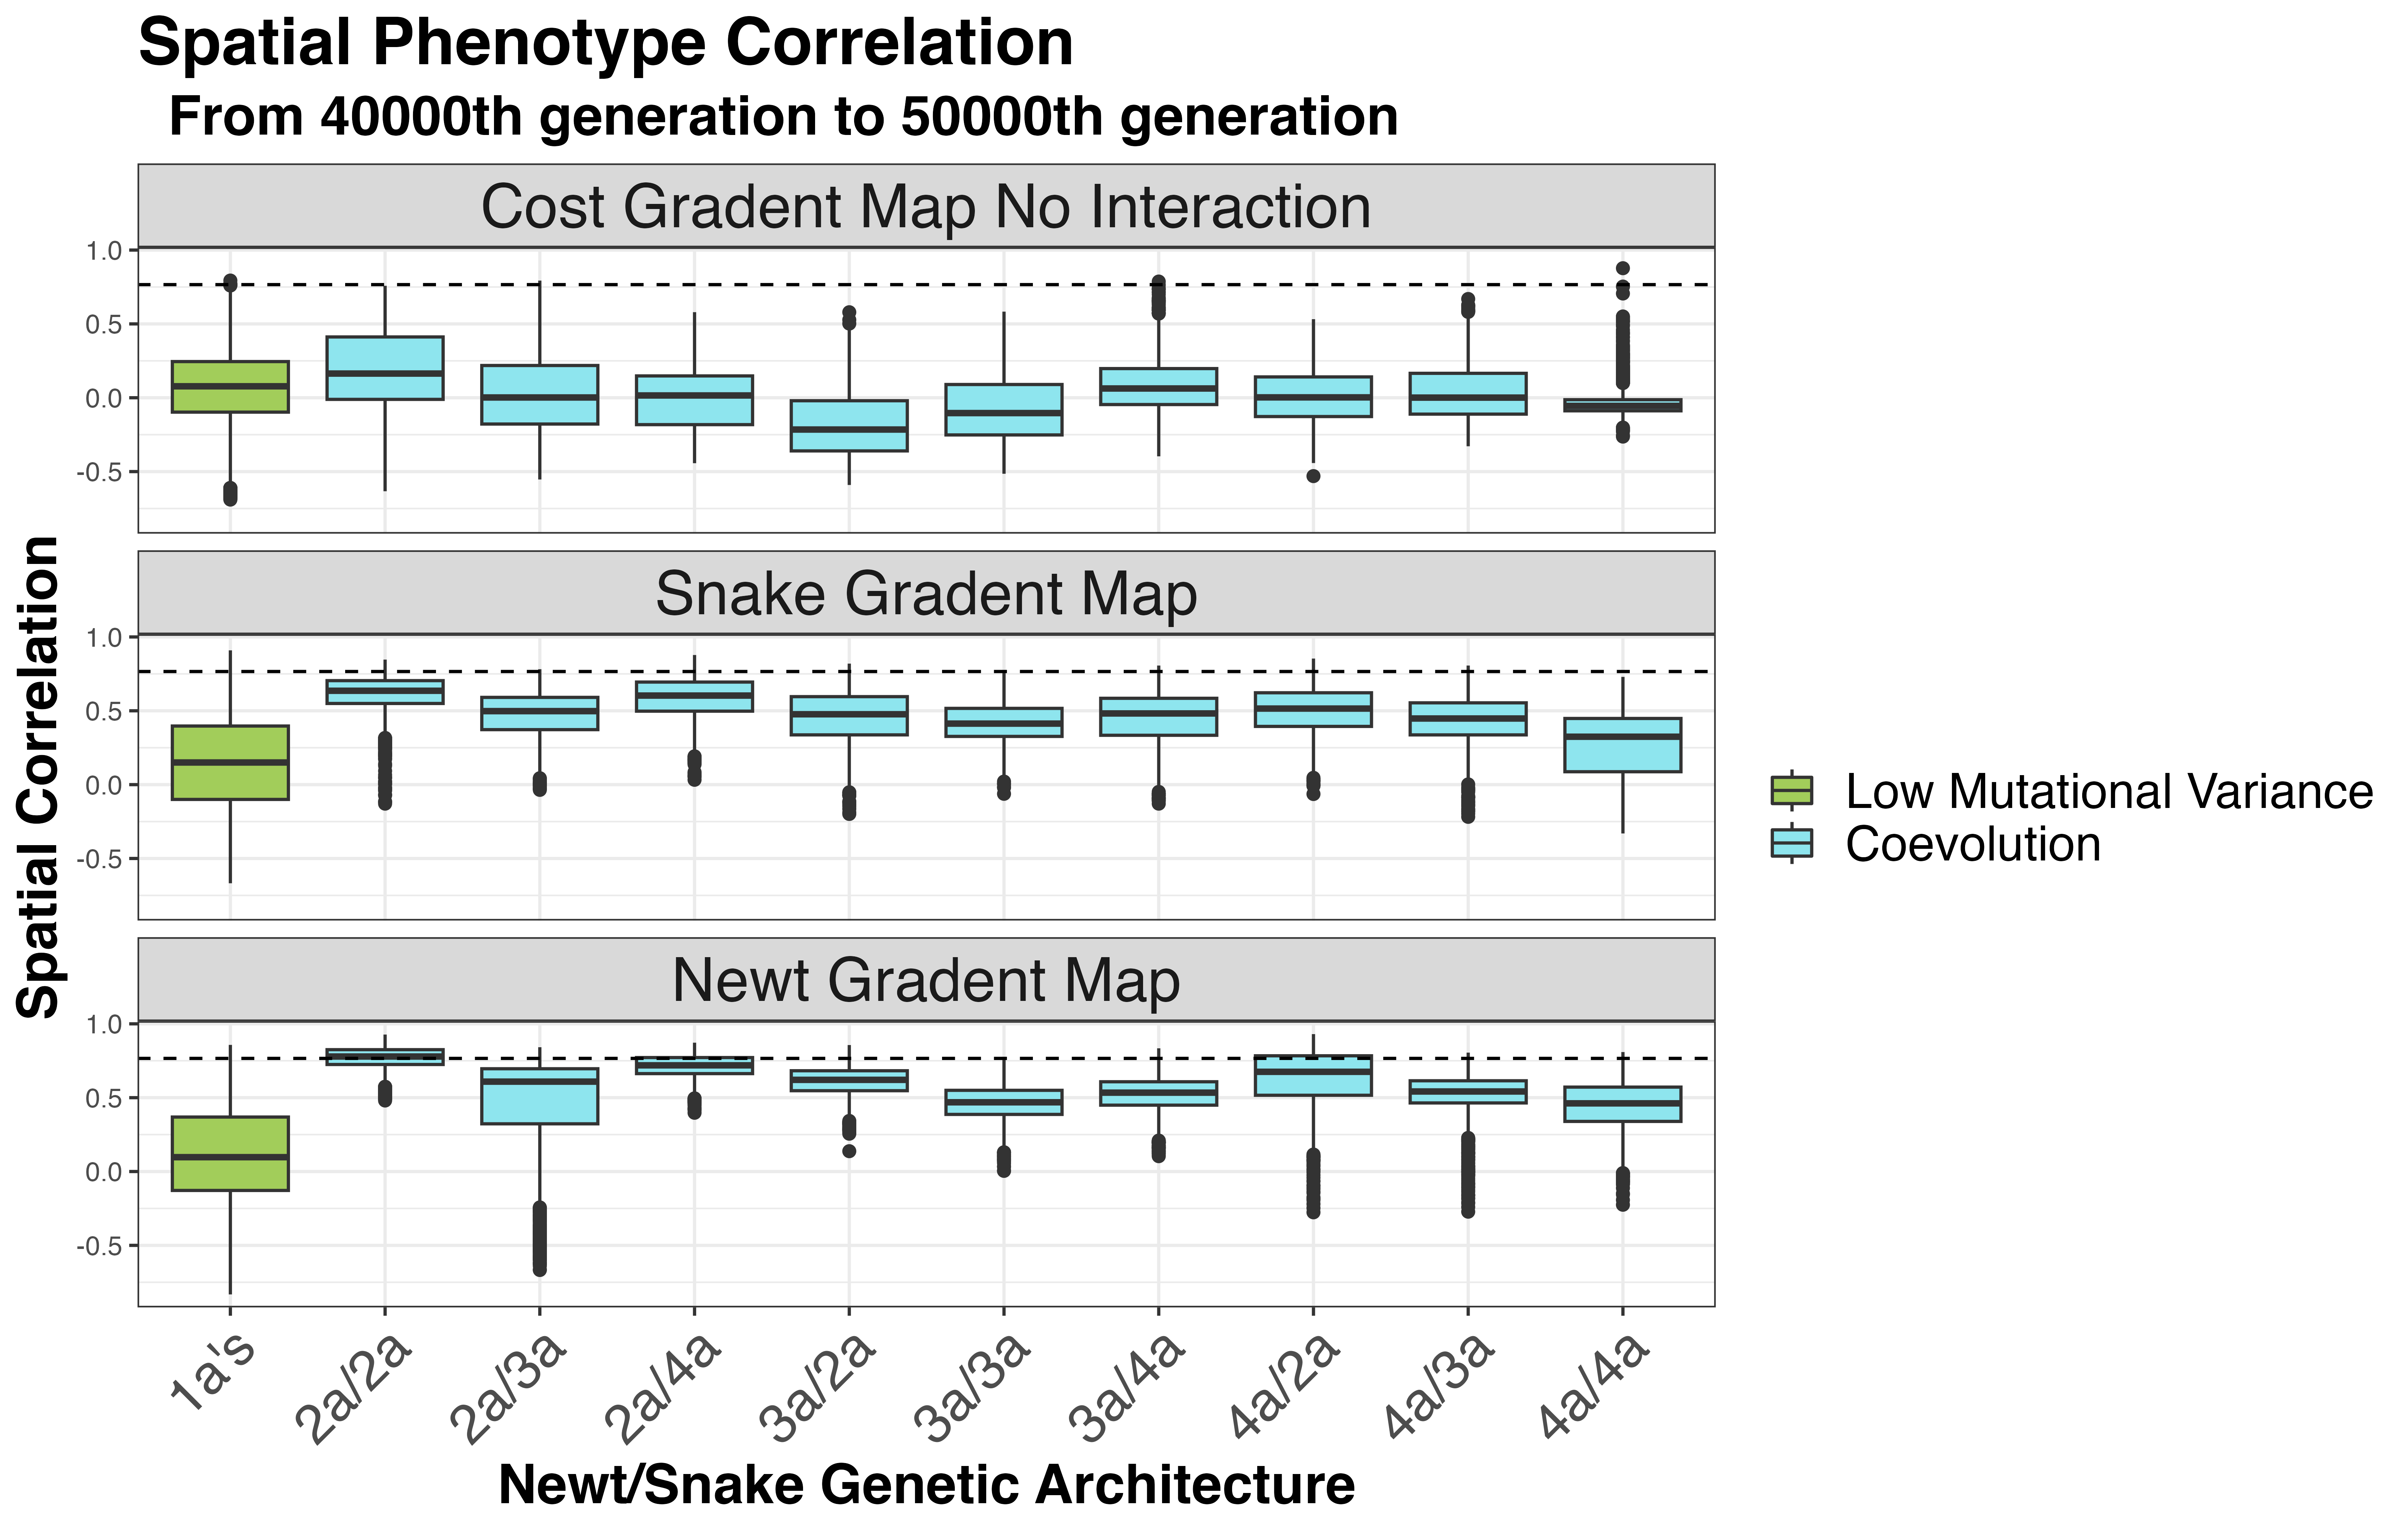 Spatial Phenotype Correlation
From 40000th generation to 50000th generation
Cost Gradent Map No Interaction
1.0
0.5
0.0
-0.5
Snake Gradent Map
1.0
0.5
0.0
-0.5
Newt Gradent Map
1.0
0.5
0.0
-0.5
Spatial Correlation
1a's
2a/2a
2a/3a
2a/4a
3a/2a
3a/3a
3a/4a
4a/2a
4a/3a
4a/4a
Newt/Snake Genetic Architecture
Low Mutational Variance
Coevolution